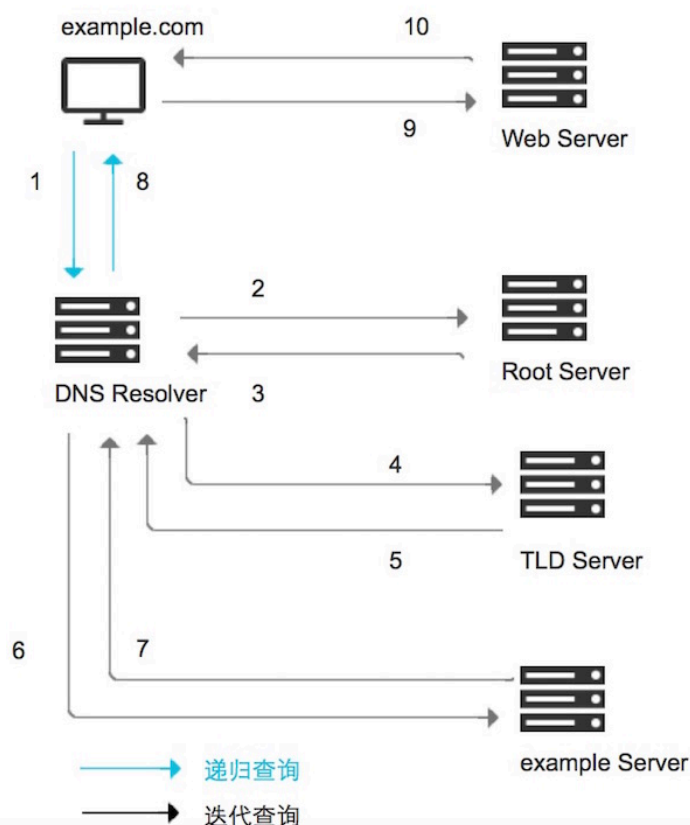 example.com
10
9
Web Server
1
8
2
Root Server
DNS Resolver
3
4
5
TLD Server
6
7
example Server
递归查询
迭代查询